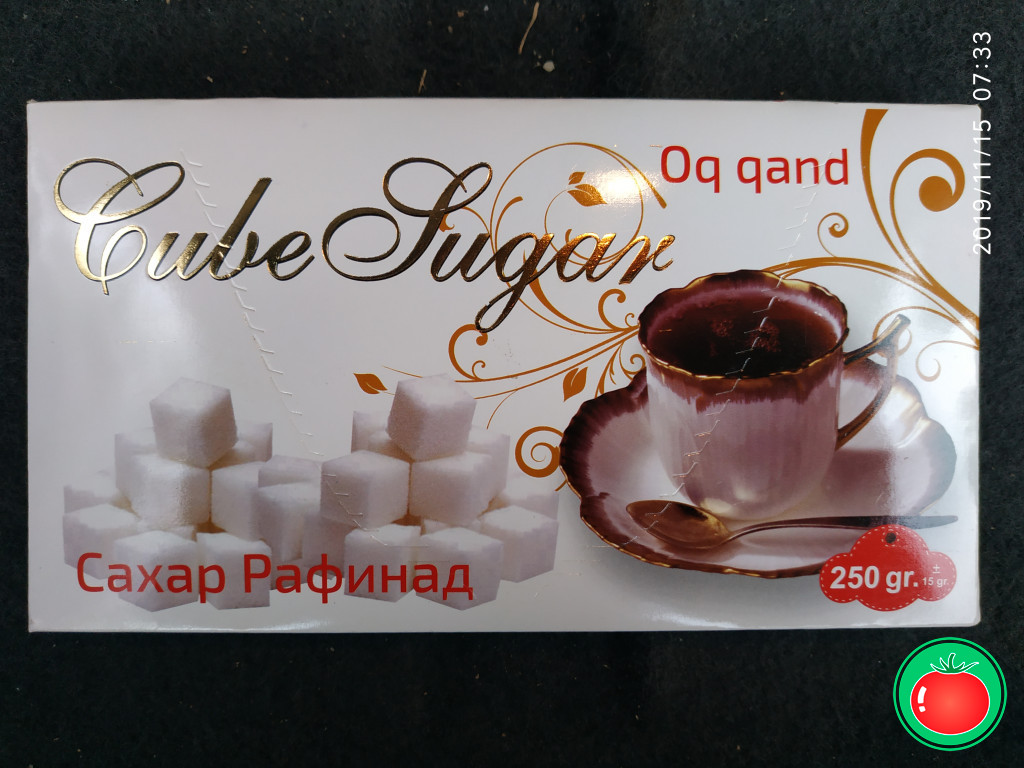 Cube Sugar
Oq qand
Сахар Рафинад
250 gr. ± 15 gr.
2019/11/15 07:33